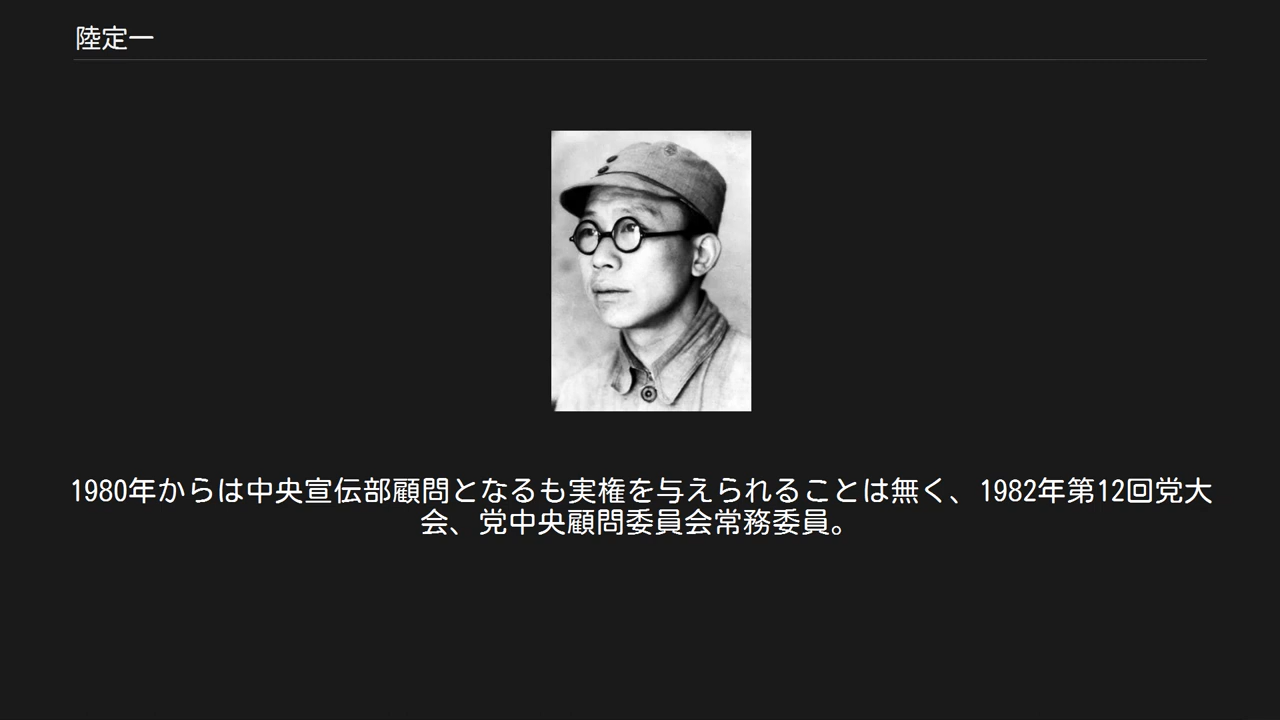 陸定一
1980年からは中央宣伝部顧問となるも実権を与えられることは無く、1982年第12回党大
会、党中央顧問委員会常務委員。